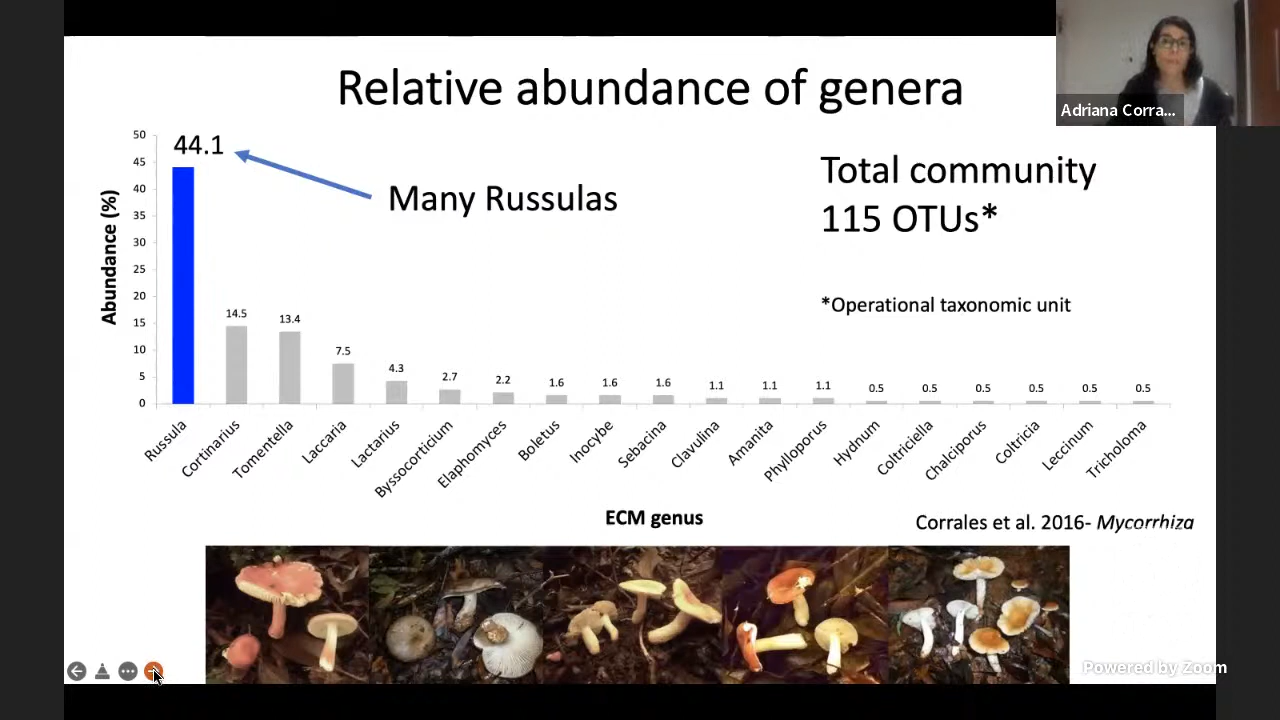 Relative abundance of genera
Adriana Corra...
50
45
40
35
30
25
20
15
10
5
0
Abundance (%)
44.1
Many Russulas
Total community
115 OTUs*
*Operational taxonomic unit
14.5
13.4
7.5
4.3
2.7
2.2
1.6
1.6
1.6
1.1
1.1
1.1
0.5
0.5
0.5
0.5
0.5
0.5
Russula
Cortinarius
Tomentella
Laccaria
Lactarius
Byssocorticium
Elaphomyces
Boletus
Inocybe
Sebacina
Clavulina
Amanita
Phylloporus
Hydnum
Coltriciella
Chalciporus
Coltricia
Leccinum
Tricholoma
ECM genus
Corrales et al. 2016- Mycorrhiza
Powered by Zoom